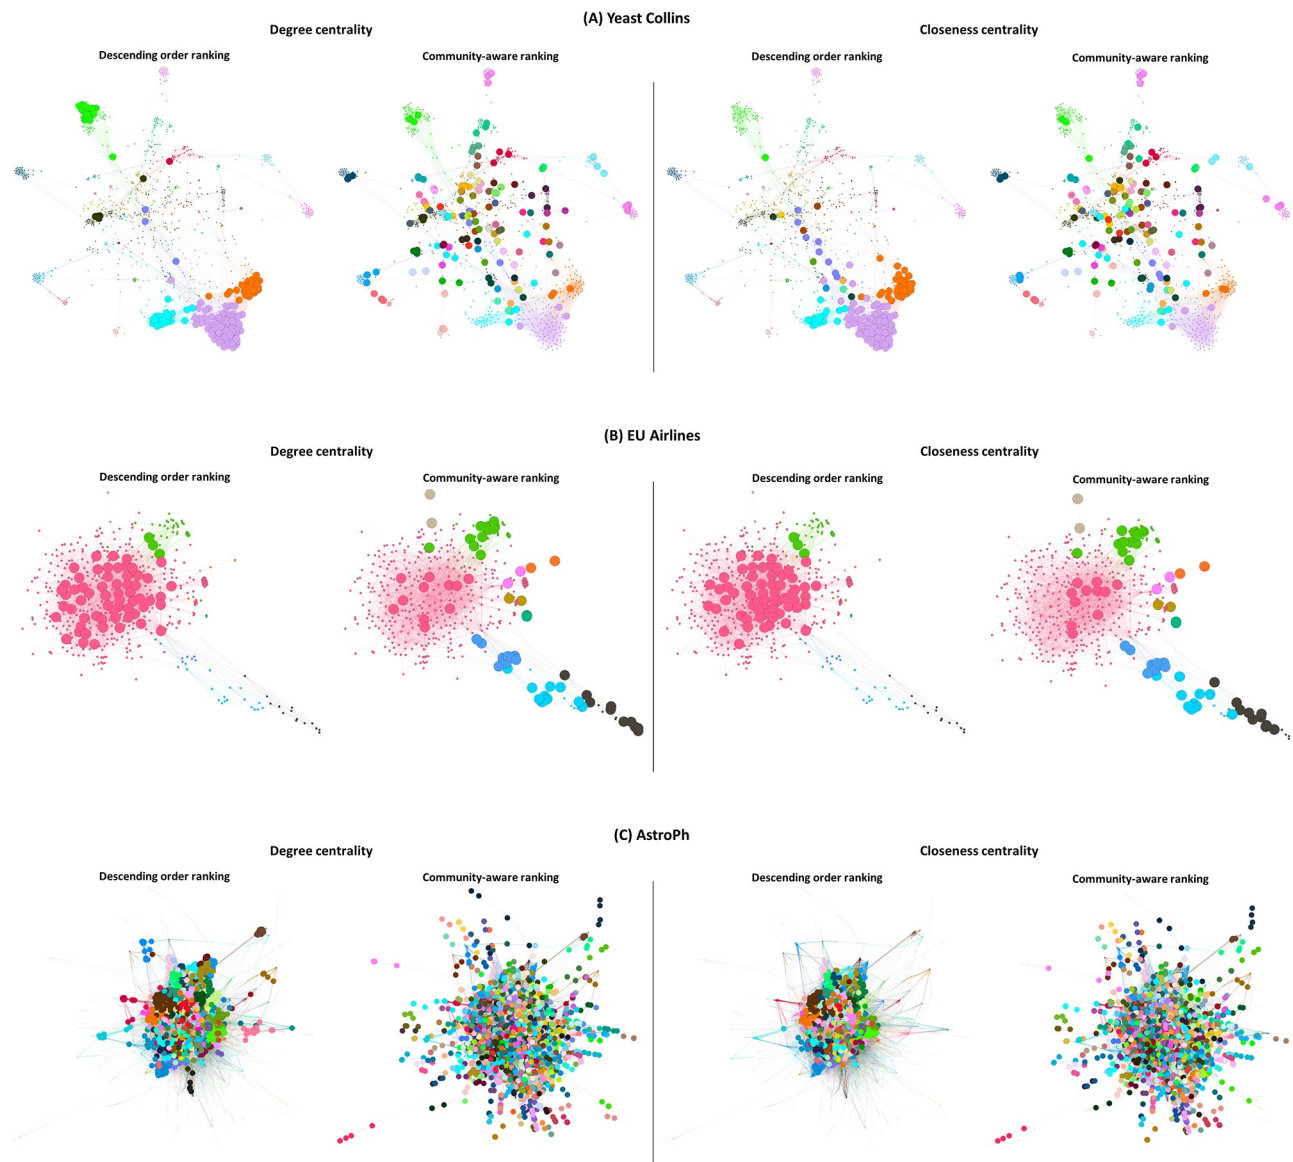 (A) Yeast Collins
Degree centrality
Closeness centrality
Descending order ranking
Community-aware ranking
Descending order ranking
Community-aware ranking
(B) EU Airlines
Degree centrality
Closeness centrality
Descending order ranking
Community-aware ranking
Descending order ranking
Community-aware ranking
(C) AstroPh
Degree centrality
Closeness centrality
Descending order ranking
Community-aware ranking
Descending order ranking
Community-aware ranking